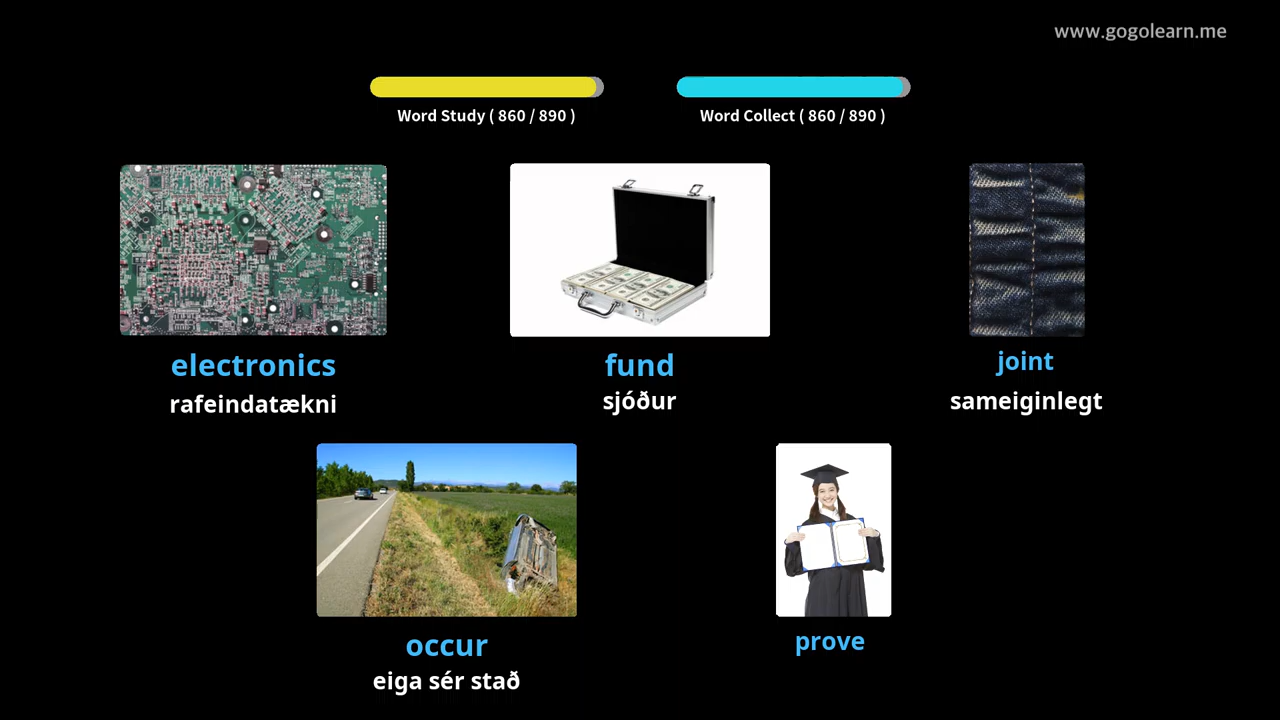 www.gogolearn.me
Word Study ( 860 / 890 )
Word Collect ( 860 / 890 )
electronics
rafeindatækni
fund
sjóður
joint
sameiginlegt
occur
eiga sér stað
prove